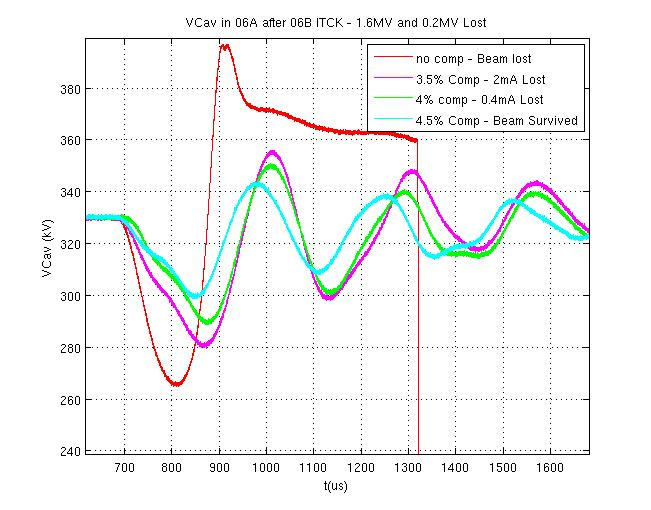 VCav in 06A after 06B ITCK - 1.6MV and 0.2MV Lost
no comp - Beam lost
3.5% Comp - 2mA Lost
4% comp - 0.4mA Lost
4.5% Comp - Beam Survived
VCav (kV)
380
360
340
320
300
280
260
240
700 800 900 1000 1100 1200 1300 1400 1500 1600
t(us)